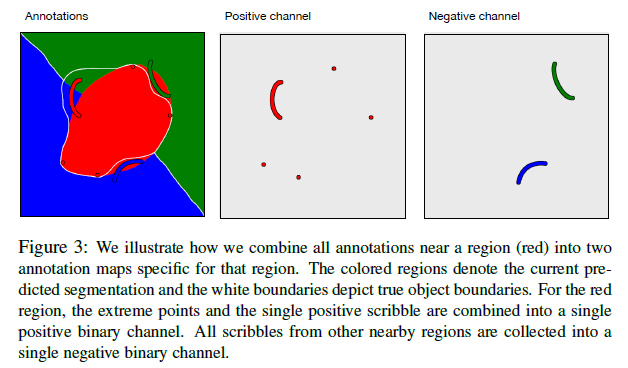 Annotations
Positive channel
Negative channel
Figure 3: We illustrate how we combine all annotations near a region (red) into two
annotation maps specific for that region. The colored regions denote the current pre-
dicted segmentation and the white boundaries depict true object boundaries. For the red
region, the extreme points and the single positive scribble are combined into a single
positive binary channel. All scribbles from other nearby regions are collected into a
single negative binary channel.